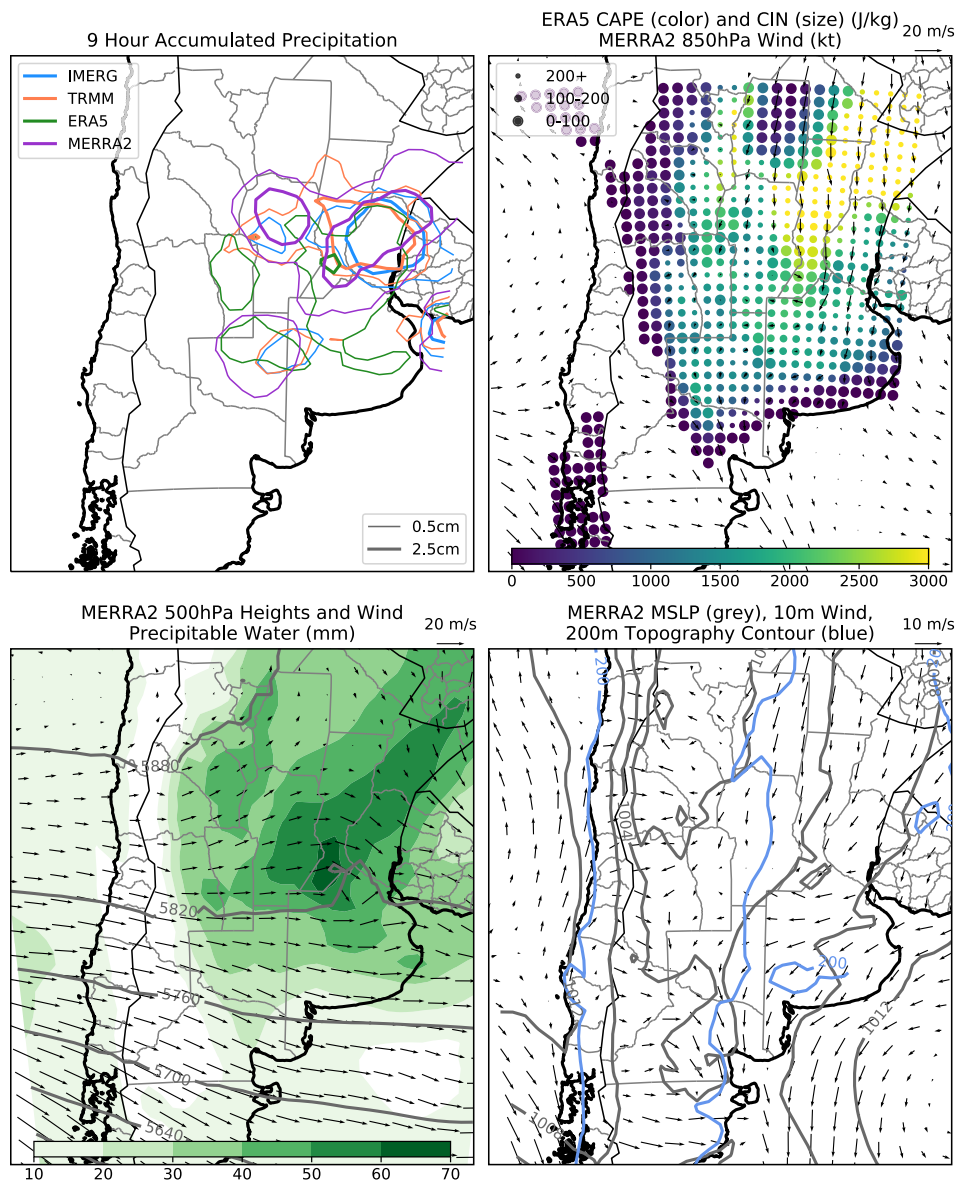 9 Hour Accumulated Precipitation
IMERG
TRMM
ERA5
MERRA2
0.5cm
2.5cm
ERA5 CAPE (color) and CIN (size) (J/kg)
MERRA2 850hPa Wind (kt)
20 m/s
200+
100-200
0-100
0 500 1000 1500 2000 2500 3000
MERRA2 500hPa Heights and Wind
Precipitable Water (mm)
20 m/s
5880
5820
5760
5700
5640
10 20 30 40 50 60 70
MERRA2 MSLP (grey), 10m Wind,
200m Topography Contour (blue)
10 m/s
200
1004
200
1012
1008